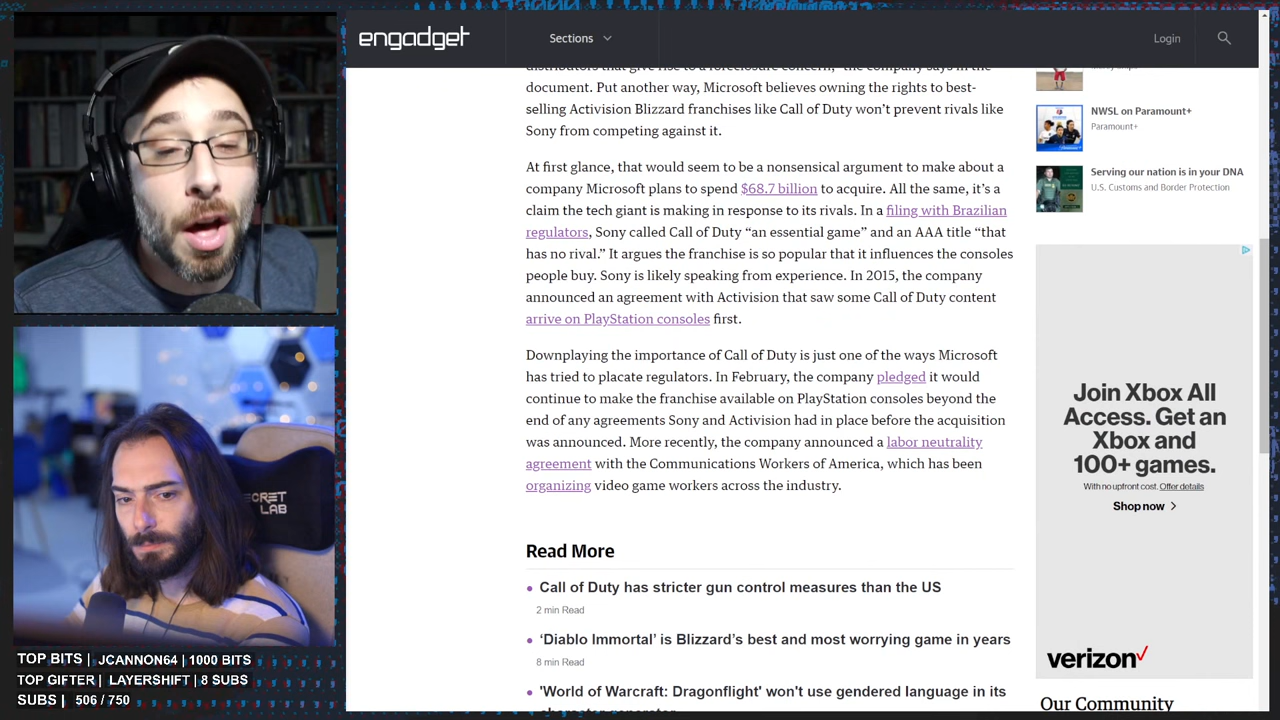 engadget
Sections
Login
distributors that give rise to a foreclosure concern," the company says in the
document. Put another way, Microsoft believes owning the rights to best-
selling Activision Blizzard franchises like Call of Duty won't prevent rivals like
Sony from competing against it.
At first glance, that would seem to be a nonsensical argument to make about a
company Microsoft plans to spend $68.7 billion to acquire. All the same, it's a
claim the tech giant is making in response to its rivals. In a filing with Brazilian
regulators, Sony called Call of Duty “an essential game” and an AAA title “that
has no rival.” It argues the franchise is so popular that it influences the consoles
people buy. Sony is likely speaking from experience. In 2015, the company
announced an agreement with Activision that saw some Call of Duty content
arrive on PlayStation consoles first.
Downplaying the importance of Call of Duty is just one of the ways Microsoft
has tried to placate regulators. In February, the company pledged it would
continue to make the franchise available on PlayStation consoles beyond the
end of any agreements Sony and Activision had in place before the acquisition
was announced. More recently, the company announced a labor neutrality
agreement with the Communications Workers of America, which has been
organizing video game workers across the industry.
Read More
Call of Duty has stricter gun control measures than the US
2 min Read
‘Diablo Immortal’ is Blizzard’s best and most worrying game in years
8 min Read
'World of Warcraft: Dragonflight' won't use gendered language in its
NWSL on Paramount+
Paramount+
Serving our nation is in your DNA
U.S. Customs and Border Protection
Join Xbox All
Access. Get an
Xbox and
100+ games.
With no upfront cost. Offer details
Shop now
verizon
Our Community
CRET
LAB
TOP BITS | JCANNON64 | 1000 BITS
TOP GIFTER | LAYERSHIFT | 8 SUBS
SUBS | 506 / 750